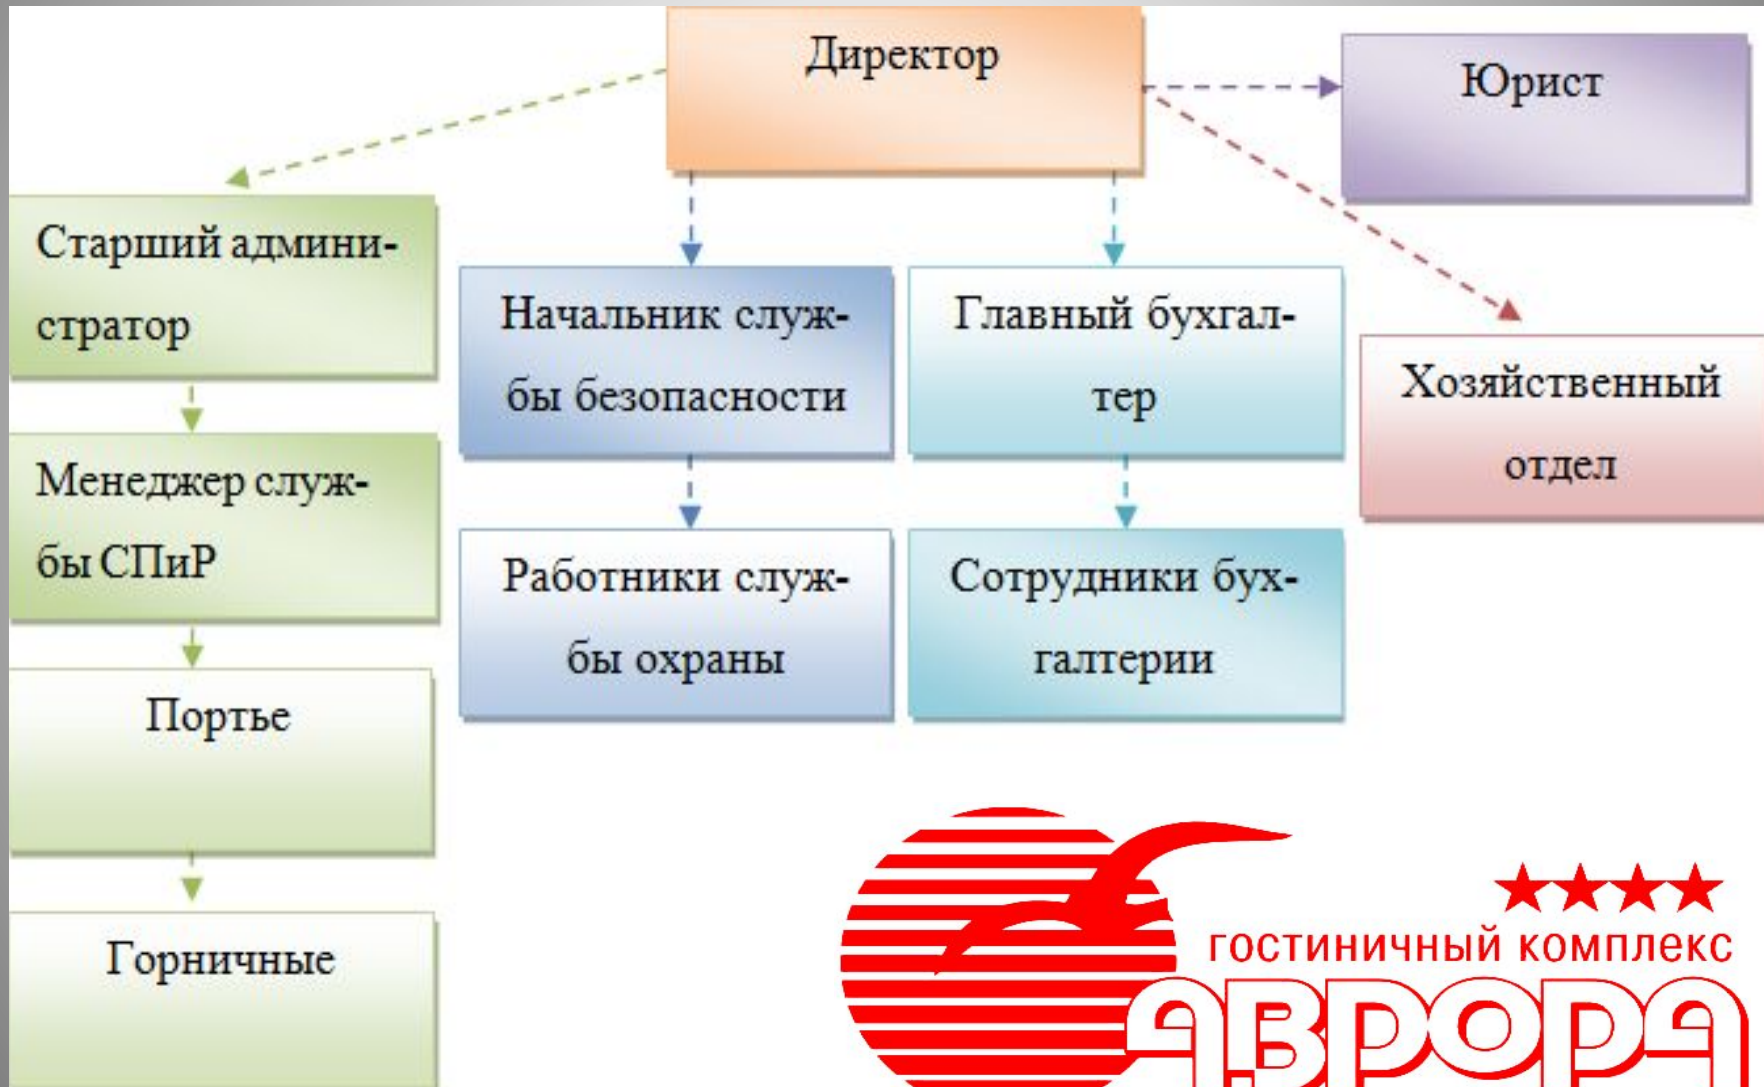 Директор
Юрист
Старший админи-
стратор
Начальник служ-
бы безопасности
Главный бухгал-
тер
Хозяйственный
отдел
Менеджер служ-
бы СПиР
Работники служ-
бы охраны
Сотрудники бух-
галтерии
Портье
Горничные
гостиничный комплекс
АВРОРА